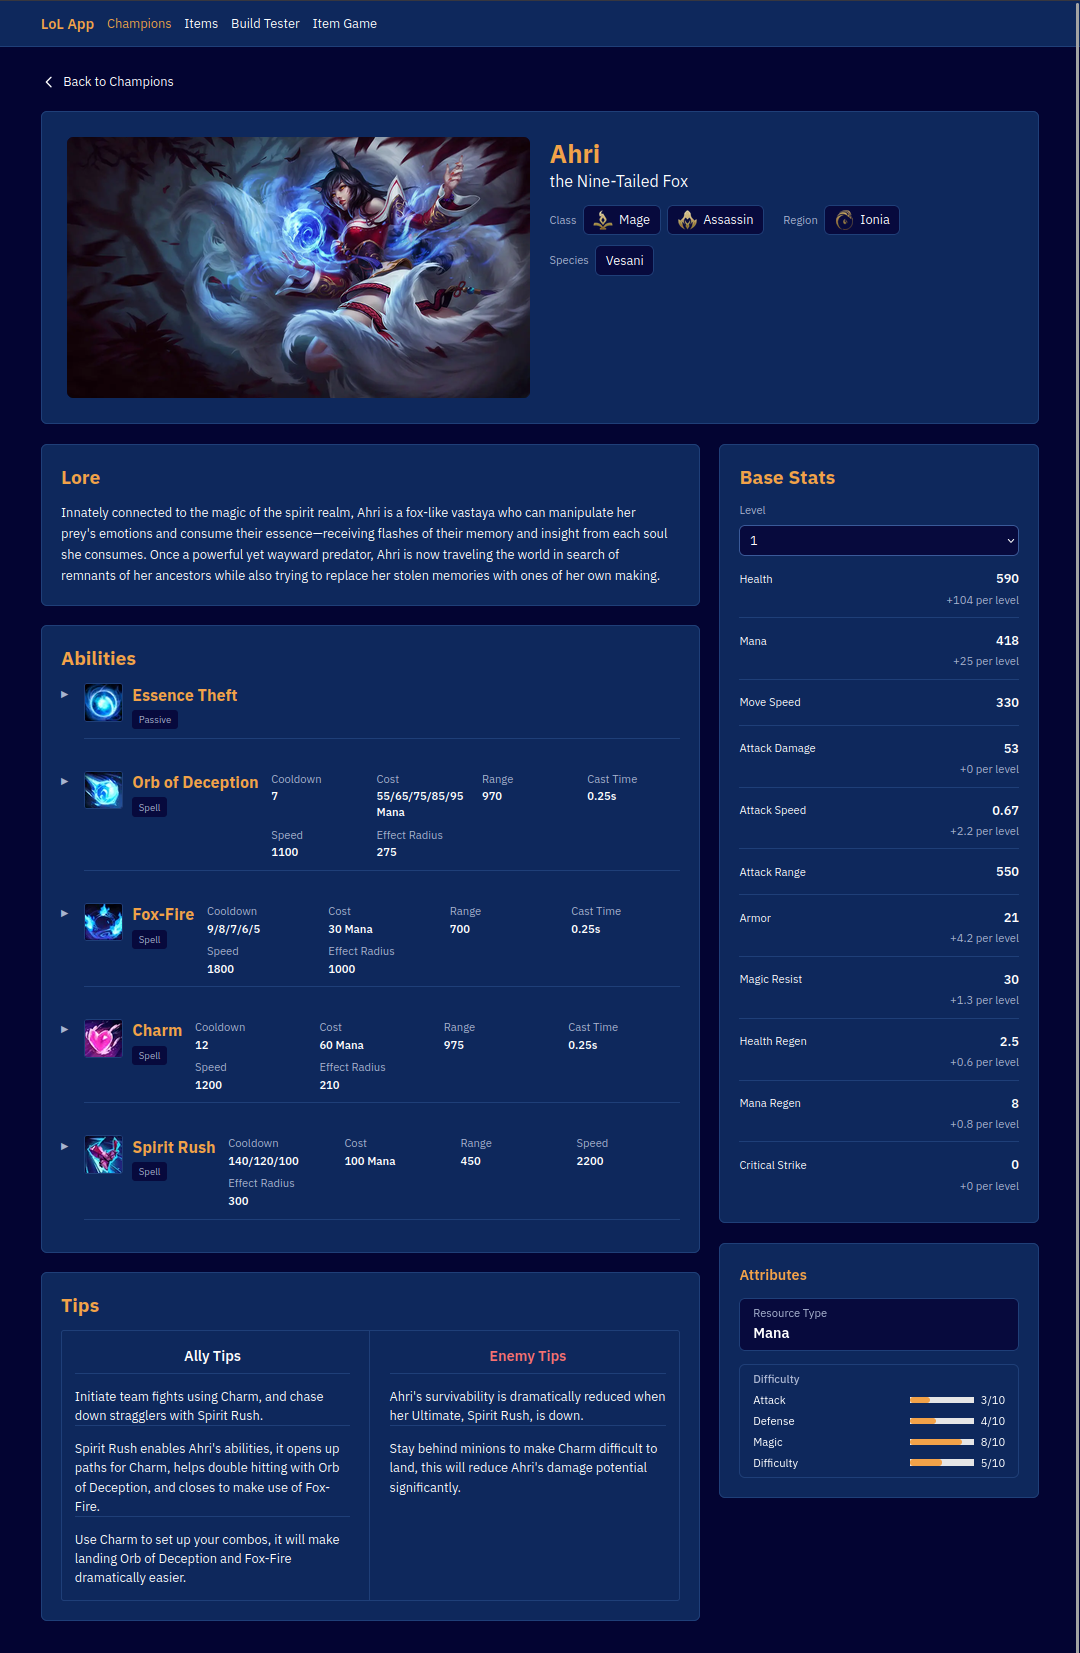 LoL App Champions Items Build Tester Item Game
Back to Champions
Ahri
the Nine-Tailed Fox
Class Mage Assassin Region Ionia
Species Vesani
Lore
Innately connected to the magic of the spirit realm, Ahri is a fox-like vastaya who can manipulate her
prey's emotions and consume their essence—receiving flashes of their memory and insight from each soul
she consumes. Once a powerful yet wayward predator, Ahri is now traveling the world in search of
remnants of her ancestors while also trying to replace her stolen memories with ones of her own making.
Abilities
Essence Theft
Passive
Orb of Deception
Spell
Cooldown Cost Range Cast Time
7 55/65/75/85/95 970 0.25s
Mana
Speed Effect Radius
1100 275
Fox-Fire
Spell
Cooldown Cost Range Cast Time
9/8/7/6/5 30 Mana 700 0.25s
Speed Effect Radius
1800 1000
Charm
Spell
Cooldown Cost Range Cast Time
12 60 Mana 975 0.25s
Speed Effect Radius
1200 210
Spirit Rush
Spell
Cooldown Cost Range Speed
140/120/100 100 Mana 450 2200
Effect Radius
300
Tips
Ally Tips
Initiate team fights using Charm, and chase
down stragglers with Spirit Rush.
Spirit Rush enables Ahri's abilities, it opens up
paths for Charm, helps double hitting with Orb
of Deception, and closes to make use of Fox-
Fire.
Use Charm to set up your combos, it will make
landing Orb of Deception and Fox-Fire
dramatically easier.
Enemy Tips
Ahri's survivability is dramatically reduced when
her Ultimate, Spirit Rush, is down.
Stay behind minions to make Charm difficult to
land, this will reduce Ahri's damage potential
significantly.
Base Stats
Level
1
Health 590
+104 per level
Mana 418
+25 per level
Move Speed 330
Attack Damage 53
+0 per level
Attack Speed 0.67
+2.2 per level
Attack Range 550
Armor 21
+4.2 per level
Magic Resist 30
+1.3 per level
Health Regen 2.5
+0.6 per level
Mana Regen 8
+0.8 per level
Critical Strike 0
+0 per level
Attributes
Resource Type
Mana
Difficulty
Attack 3/10
Defense 4/10
Magic 8/10
Difficulty 5/10